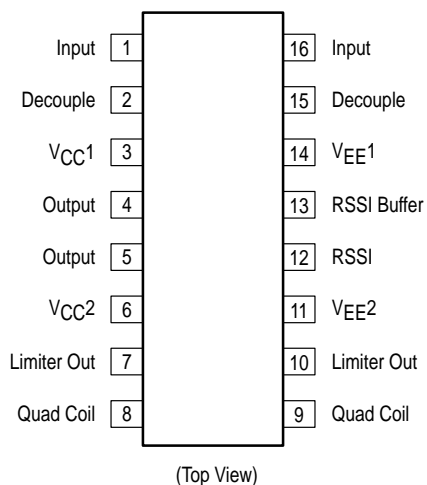 Input 1 16 Input
Decouple 2 15 Decouple
VCC1 3 14 VEE1
Output 4 13 RSSI Buffer
Output 5 12 RSSI
VCC2 6 11 VEE2
Limiter Out 7 10 Limiter Out
Quad Coil 8 9 Quad Coil
(Top View)